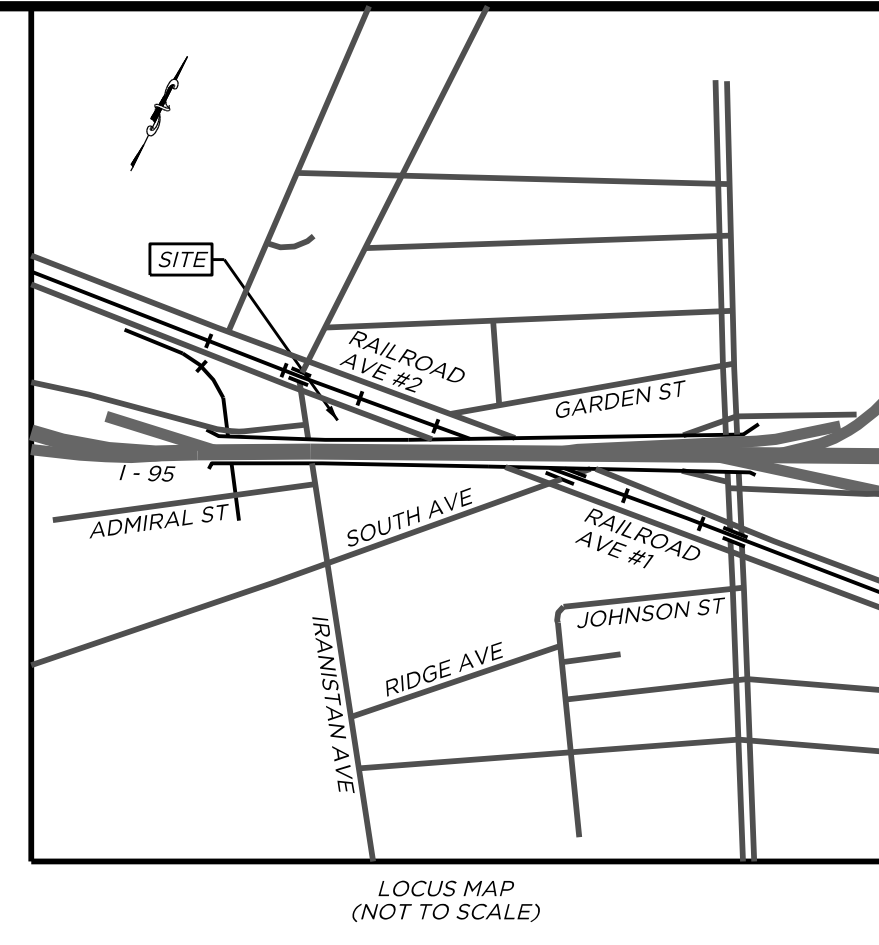 SITE
RAILROAD
AVE #2
GARDEN ST
I - 95
ADMIRAL ST
SOUTH AVE
RAILROAD
AVE #1
JOHNSON ST
IRANISTAN AVE
RIDGE AVE
LOCUS MAP
(NOT TO SCALE)